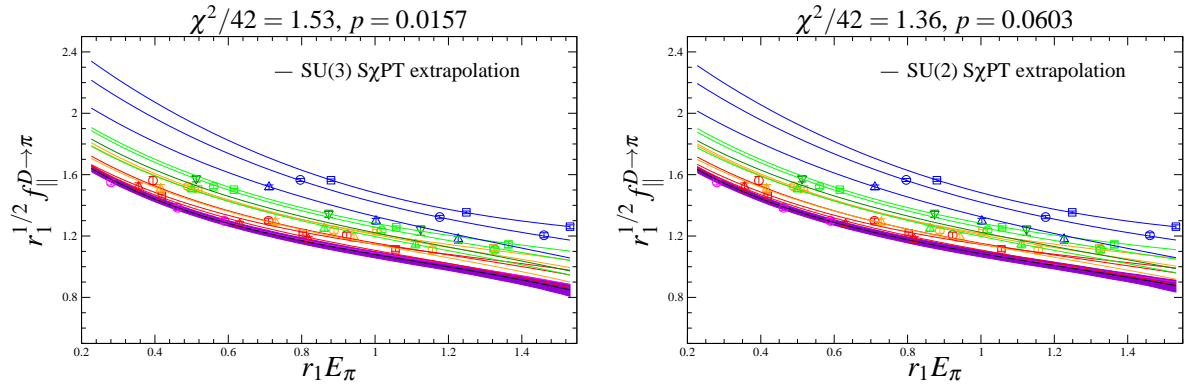 χ²/42 = 1.53, p = 0.0157
— SU(3) SχPT extrapolation
r₁^{1/2} f_{||}^{D→π}
2.4
2
1.6
1.2
0.8
0.2 0.4 0.6 0.8 1 1.2 1.4
r₁E_π
χ²/42 = 1.36, p = 0.0603
— SU(2) SχPT extrapolation
r₁^{1/2} f_{||}^{D→π}
2.4
2
1.6
1.2
0.8
0.2 0.4 0.6 0.8 1 1.2 1.4
r₁E_π